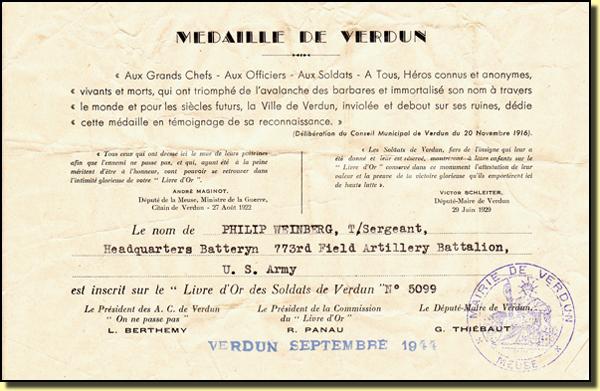 MEDAILLE DE VERDUN
« Aux Grands Chefs - Aux Officiers - Aux Soldats - A Tous, Héros connus et anonymes,
« vivants et morts, qui ont triomphé de l'avalanche des barbares et immortalisé son nom à travers
« le monde et pour les siècles futurs, la Ville de Verdun, inviolée et debout sur ses ruines, dédie
« cette médaille en témoignage de sa reconnaissance. »
(Délibération du Conseil Municipal de Verdun du 20 Novembre 1916).
« Tous ceux qui ont dressé ici le mur de leurs poitrines
afin que l'ennemi ne passe pas, et qui, ayant été à la peine
méritent d'être à l'honneur, vont pouvoir se retrouver dans
l'intimité glorieuse de votre " Livre d'Or ".
ANDRÉ MAGINOT.
Député de la Meuse, Ministre de la Guerre,
Citain de Verdun - 27 Août 1922
« Les Soldats de Verdun, fiers de l'insigne qui leur a
été donné et leur est réservé, montreront à leurs enfants sur le
" Livre d'Or " conservé dans ce monument l'attestation de leur
valeur et la preuve de la victoire glorieuse qu'ils emportèrent ici
de haute lutte ».
VICTOR SCHLEITER,
Député-Maire de Verdun
29 Juin 1929
Le nom de PHILIP WEINBERG, T/Sergeant,
Headquarters Batteryn 773rd Field Artillery Battalion,
U. S. Army
est inscrit sur le " Livre d'Or des Soldats de Verdun " N° 5099
Le Président des A. C. de Verdun
" On ne passe pas "
L. BERTHEMY
Le Président de la Commission
du " Livre d'Or "
R. PANAU
Le Député-Maire de Verdun,
G. THIÉBAUT
VERDUN SEPTEMBRE 1944
MAIRIE DE VERDUN
MEUSE